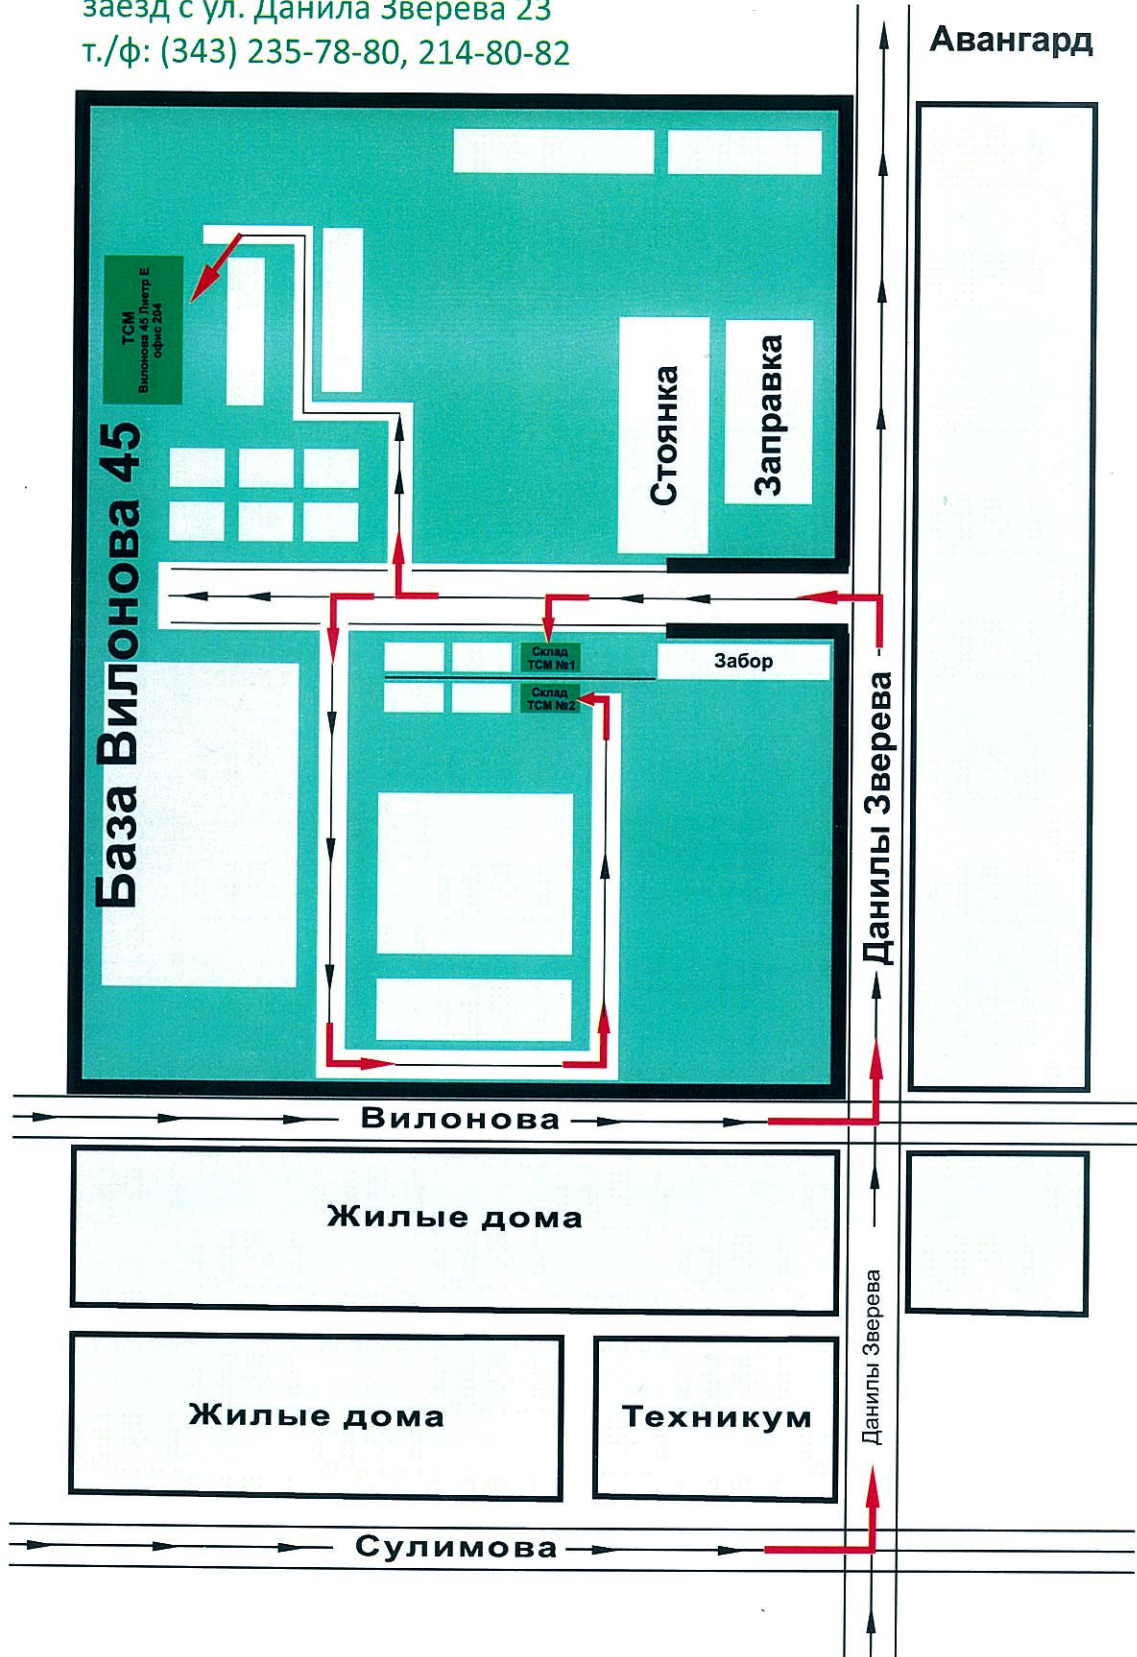 заезд с ул. Данила Зверева 23
т./ф: (343) 235-78-80, 214-80-82
Авангард
ТСМ
Вилонова 45 Лиетр Е
офис 204
База Вилонова 45
Стоянка
Заправка
Склад
ТСМ №1
Забор
Склад
ТСМ №2
Данилы Зверева
Вилонова
Жилые дома
Данилы Зверева
Жилые дома
Техникум
Сулимова